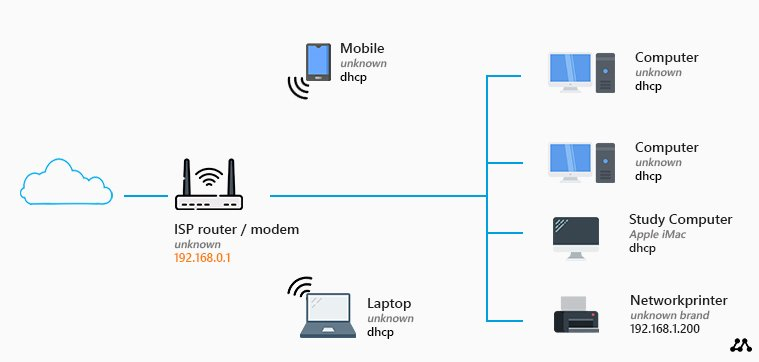 Mobile
unknown
dhcp
Computer
unknown
dhcp
Computer
unknown
dhcp
ISP router / modem
unknown
192.168.0.1
Study Computer
Apple iMac
dhcp
Laptop
unknown
dhcp
Networkprinter
unknown brand
192.168.1.200